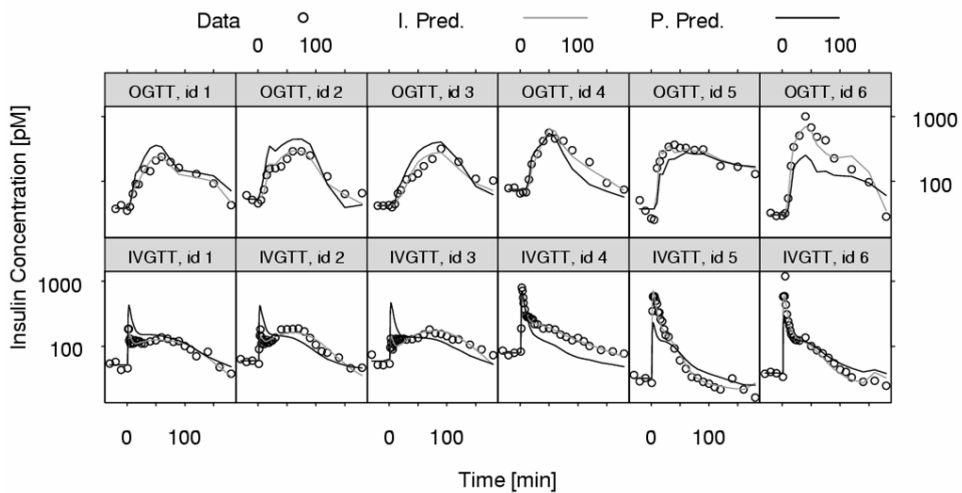 Data I. Pred. P. Pred.
0 100 0 100 0 100
OGTT, id 1 OGTT, id 2 OGTT, id 3 OGTT, id 4 OGTT, id 5 OGTT, id 6
1000
100
IVGTT, id 1 IVGTT, id 2 IVGTT, id 3 IVGTT, id 4 IVGTT, id 5 IVGTT, id 6
1000
100
0 100 0 100 0 100
Insulin Concentration [pM]
Time [min]